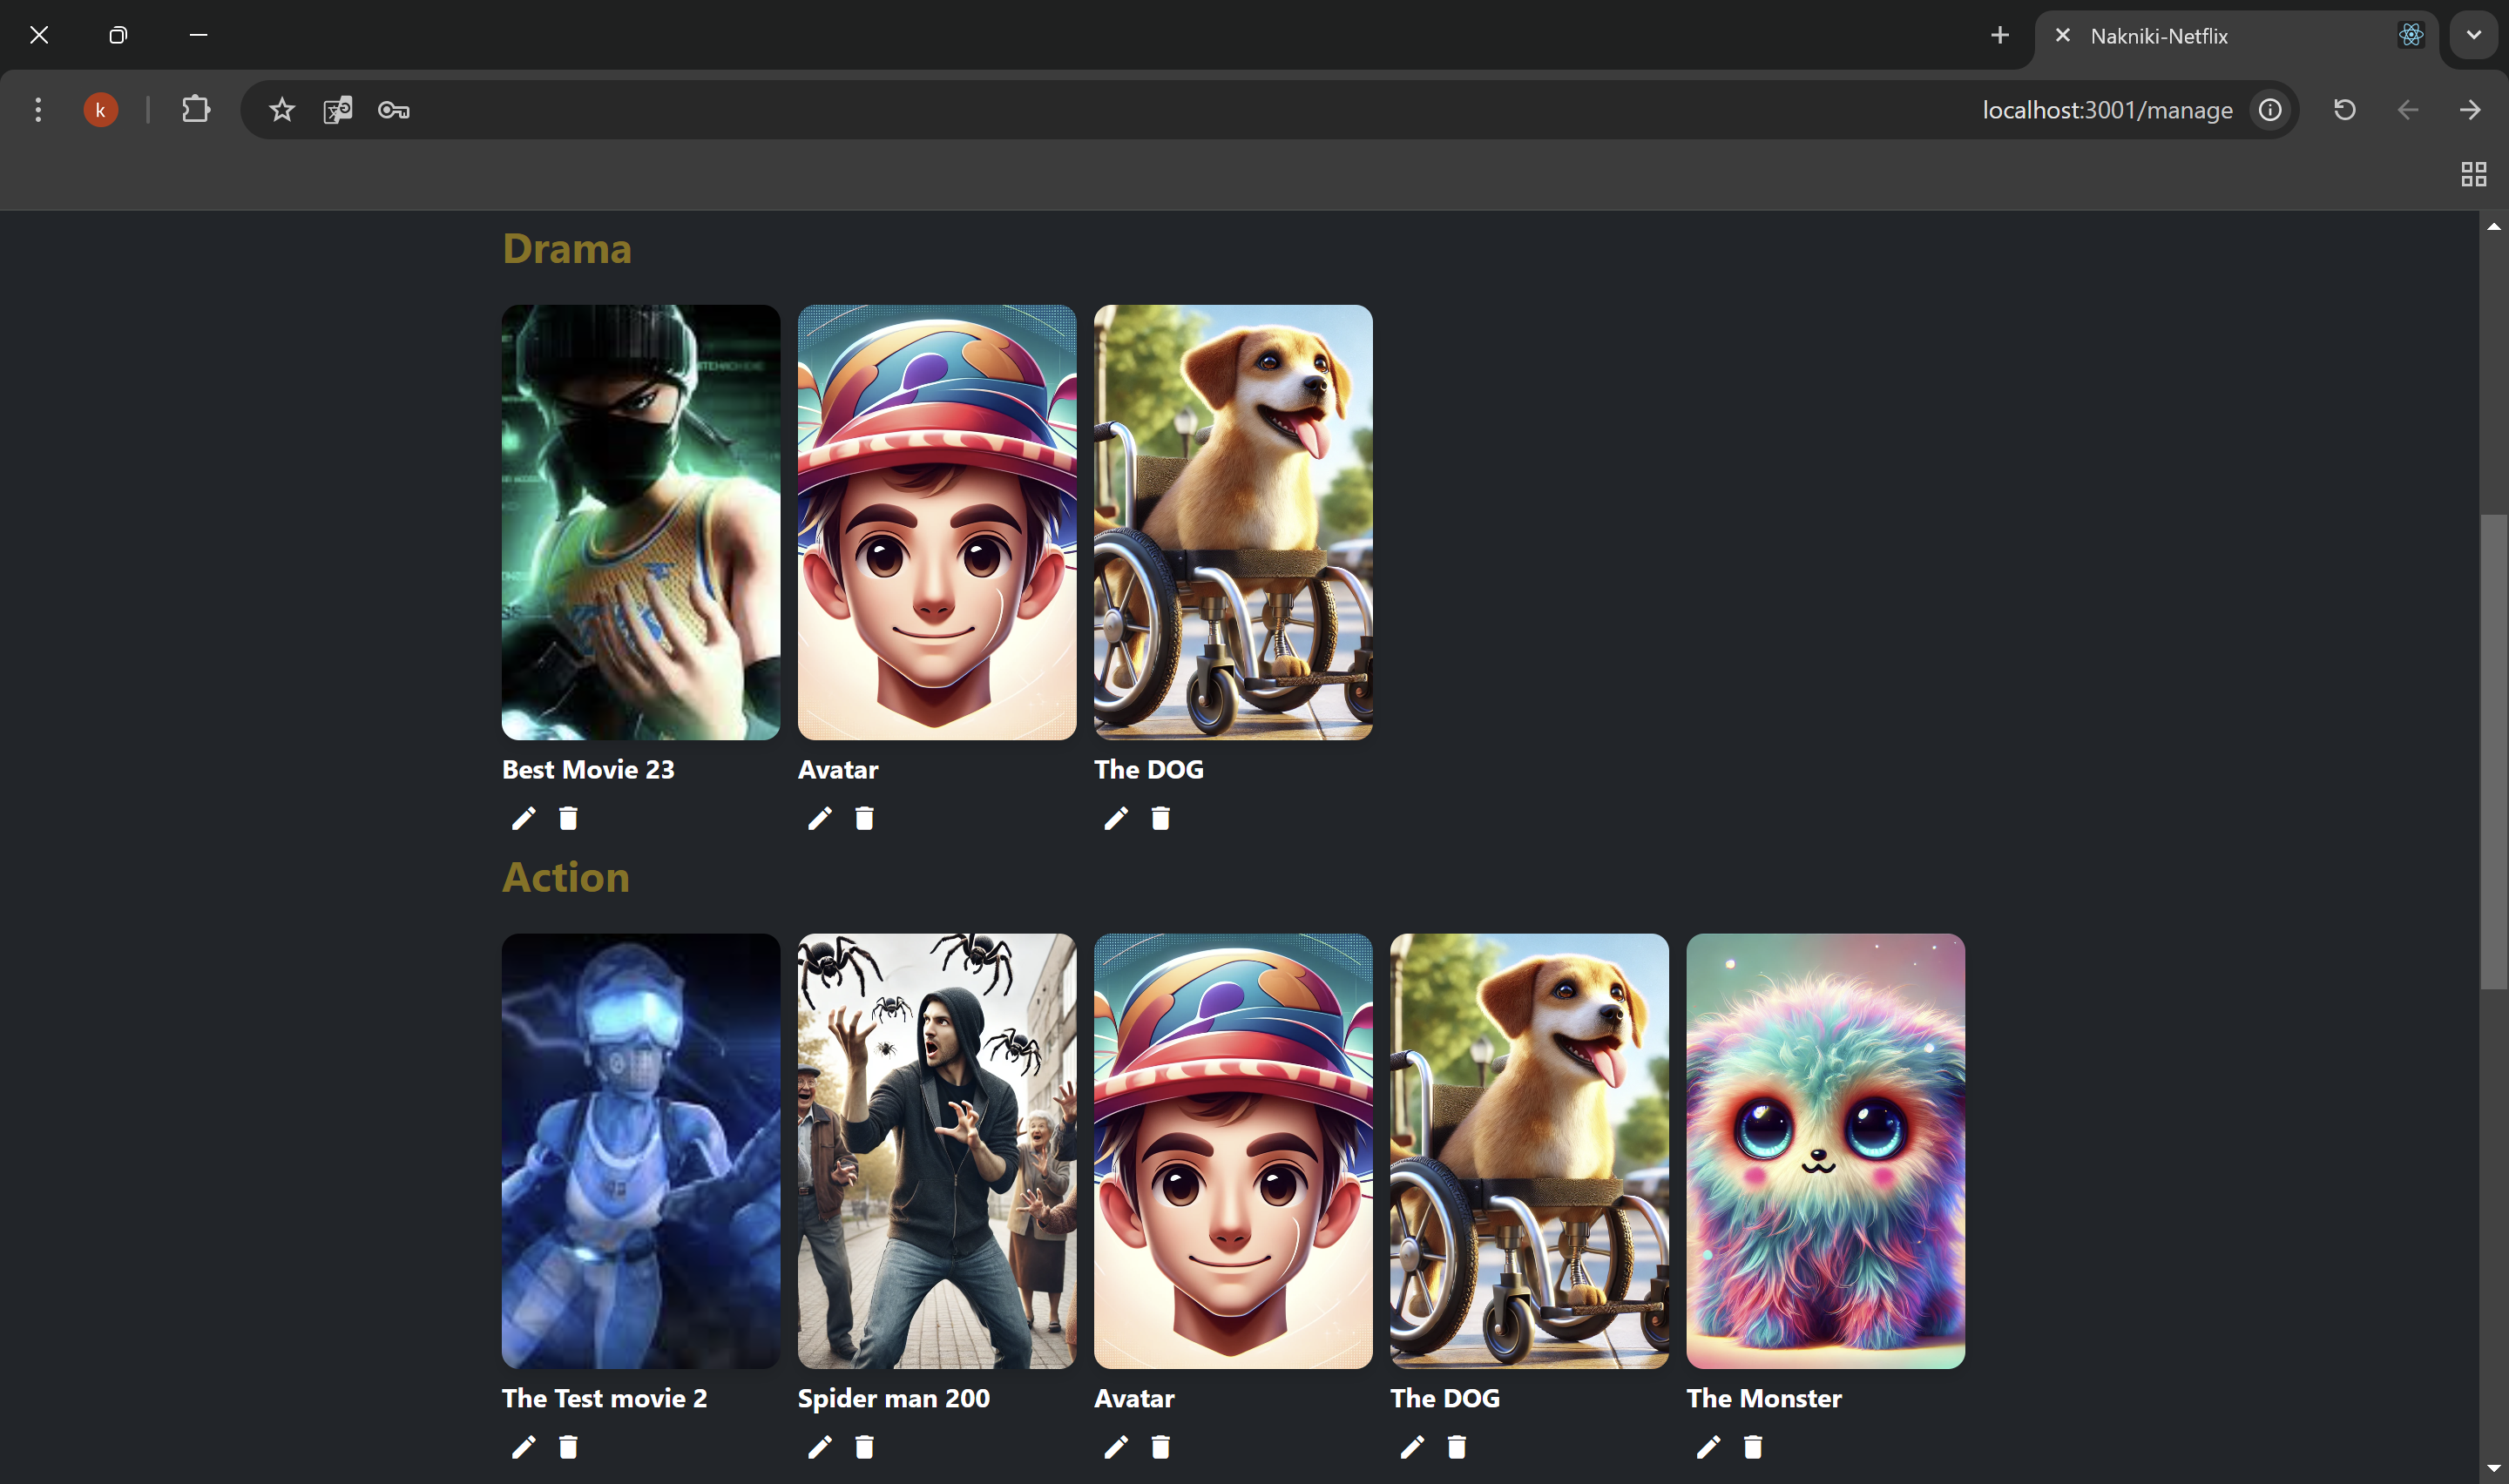 Nakniki-Netflix
k
localhost:3001/manage
Drama
Best Movie 23
Avatar
The DOG
Action
The Test movie 2
Spider man 200
Avatar
The DOG
The Monster